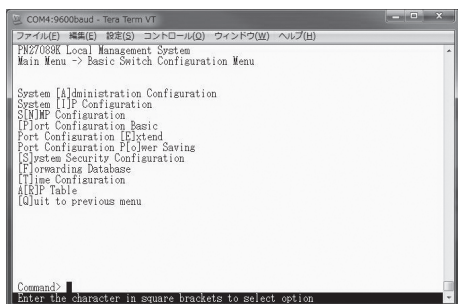 COM4:9600baud - Tera Term VT
ファイル(F) 編集(E) 設定(S) コントロール(O) ウィンドウ(W) ヘルプ(H)
PN27089K Local Management System
Main Menu -> Basic Switch Configuration Menu
System [A]dministration Configuration
System [I]P Configuration
S[N]MP Configuration
[P]ort Configuration Basic
Port Configuration [E]xtend
Port Configuration P[o]wer Saving
[S]ystem Security Configuration
[F]orwarding Database
[T]ime Configuration
A[R]P Table
[Q]uit to previous menu
Command>
Enter the character in square brackets to select option